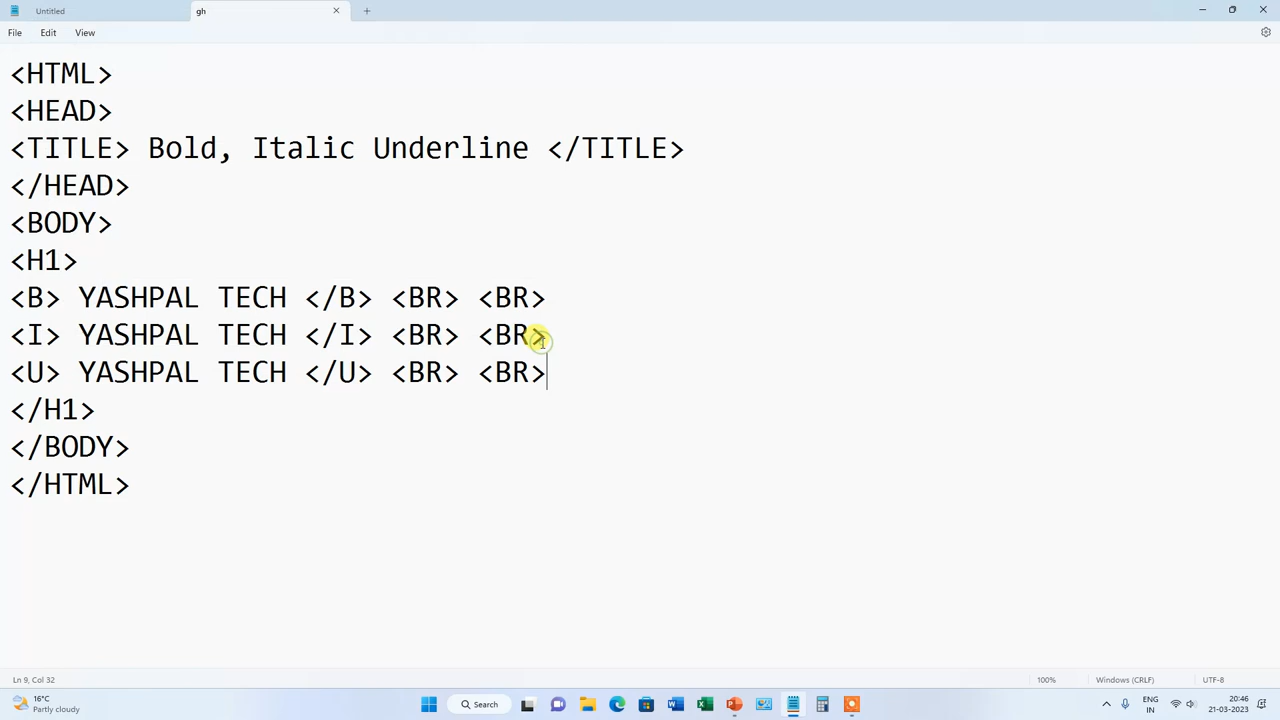 Untitled
gh
File Edit View
<HTML>
<HEAD>
<TITLE> Bold, Italic Underline </TITLE>
</HEAD>
<BODY>
<H1>
<B> YASHPAL TECH </B> <BR> <BR>
<I> YASHPAL TECH </I> <BR> <BR>
<U> YASHPAL TECH </U> <BR> <BR>
</H1>
</BODY>
</HTML>
Ln 9, Col 32 100% Windows (CRLF) UTF-8
16°C
Partly cloudy
Search
ENG
IN
20:46
21-03-2023